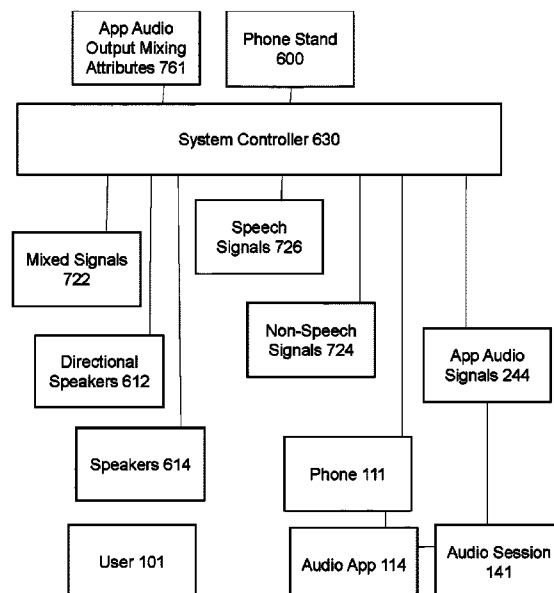 App Audio
Output Mixing
Attributes 761
Phone Stand
600
System Controller 630
Mixed Signals
722
Speech
Signals 726
Directional
Speakers 612
Non-Speech
Signals 724
App Audio
Signals 244
Speakers 614
Phone 111
User 101
Audio App 114
Audio Session
141